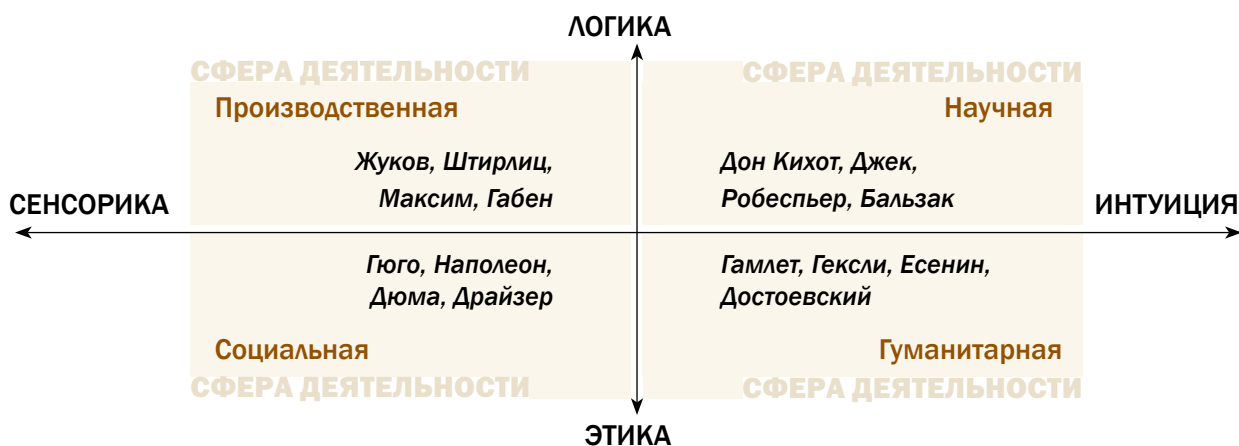 ЛОГИКА
СФЕРА ДЕЯТЕЛЬНОСТИ
СФЕРА ДЕЯТЕЛЬНОСТИ
Производственная
Научная
Жуков, Штирлиц,
Максим, Габен
Дон Кихот, Джек,
Робеспьер, Бальзак
СЕНСОРИКА
ИНТУИЦИЯ
Гюго, Наполеон,
Дюма, Драйзер
Гамлет, Гексли, Есенин,
Достоевский
Социальная
Гуманитарная
СФЕРА ДЕЯТЕЛЬНОСТИ
СФЕРА ДЕЯТЕЛЬНОСТИ
ЭТИКА